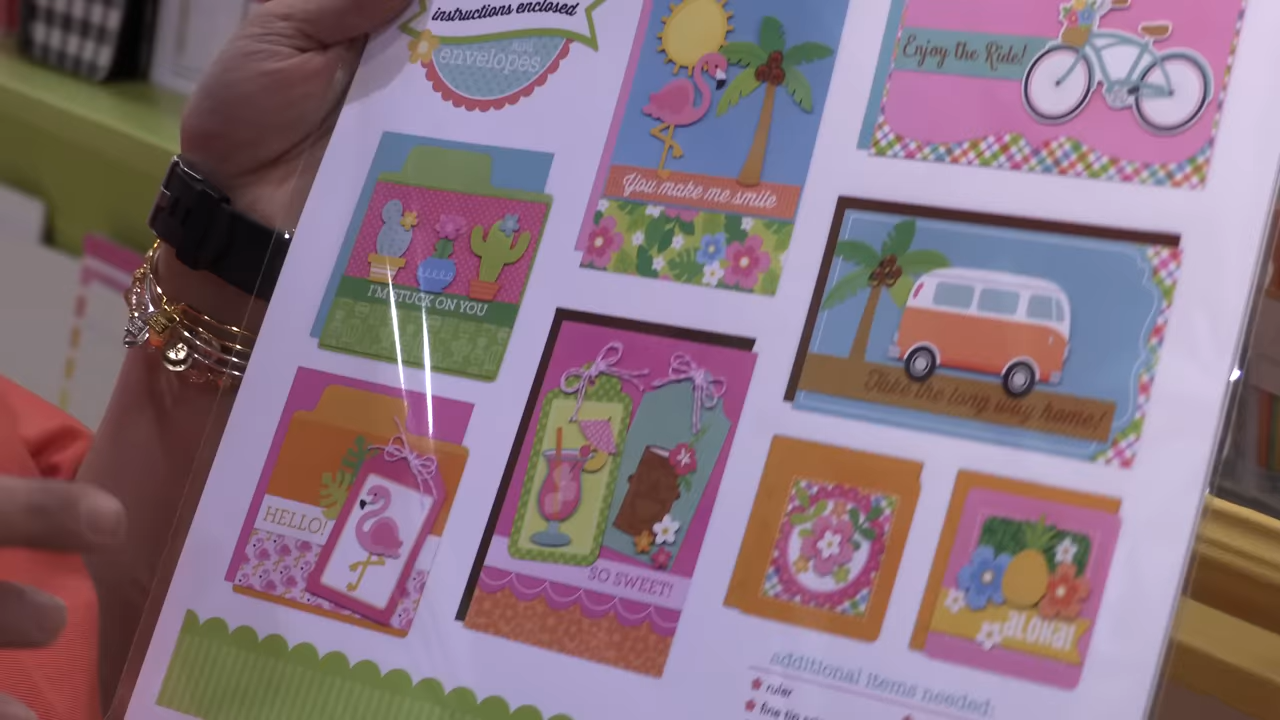 instructions enclosed
and
envelopes
You make me smile
Enjoy the Ride!
I'M STUCK ON YOU
Take the long way home!
HELLO!
SO SWEET!
ALOHA!
additional items needed:
ruler
fine tip